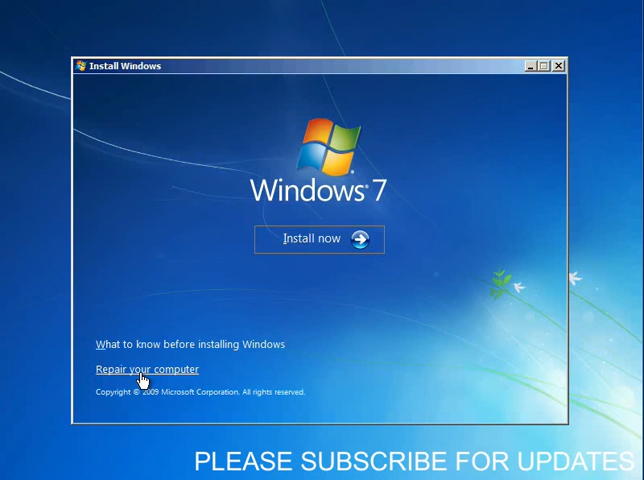 Install Windows
Windows 7
Install now
What to know before installing Windows
Repair your computer
Copyright © 2009 Microsoft Corporation. All rights reserved.
PLEASE SUBSCRIBE FOR UPDATES